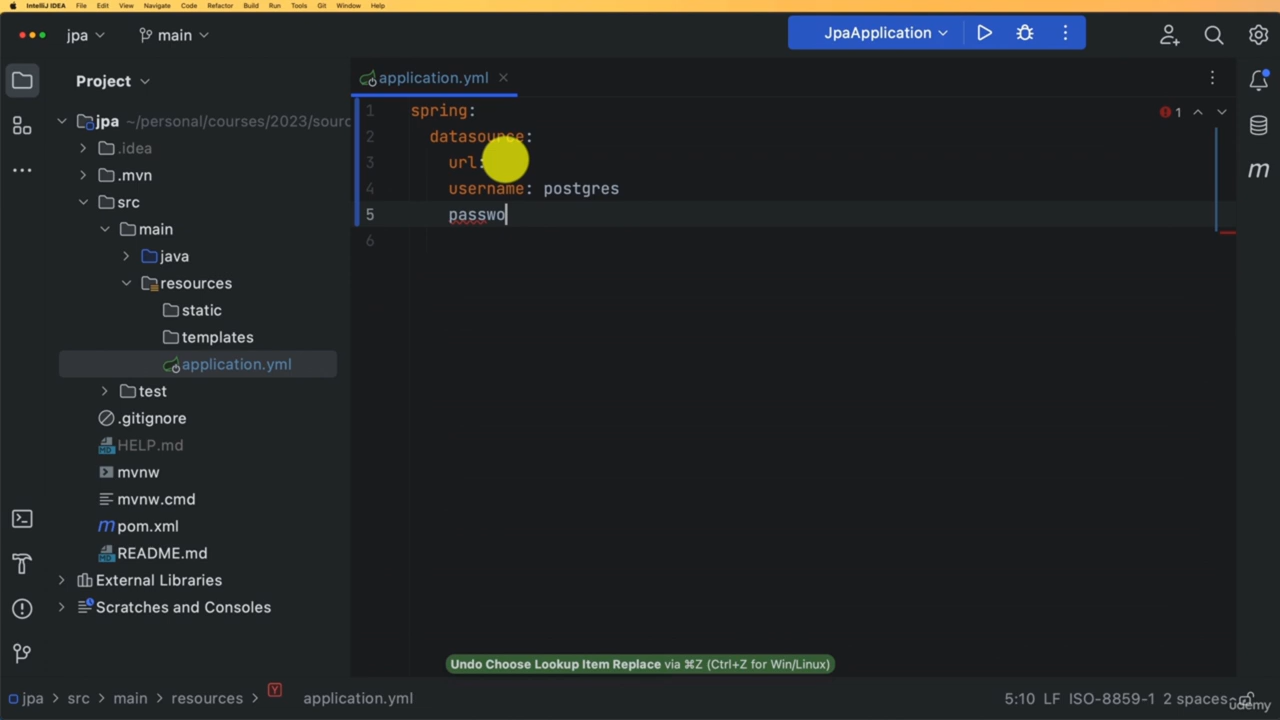 IntelliJ IDEA File Edit View Navigate Code Refactor Build Run Tools Git Window Help
jpa main JpaApplication
Project
application.yml
jpa ~/personal/courses/2023/sourc
.idea
.mvn
src
main
java
resources
static
templates
application.yml
test
.gitignore
HELP.md
mvnw
mvnw.cmd
pom.xml
README.md
External Libraries
Scratches and Consoles
1 spring:
2 datasource:
3 url:
4 username: postgres
5 passwo
6
1
m
Undo Choose Lookup Item Replace via ⌘Z (Ctrl+Z for Win/Linux)
jpa > src > main > resources > Y application.yml
5:10 LF ISO-8859-1 2 spaces
udemy